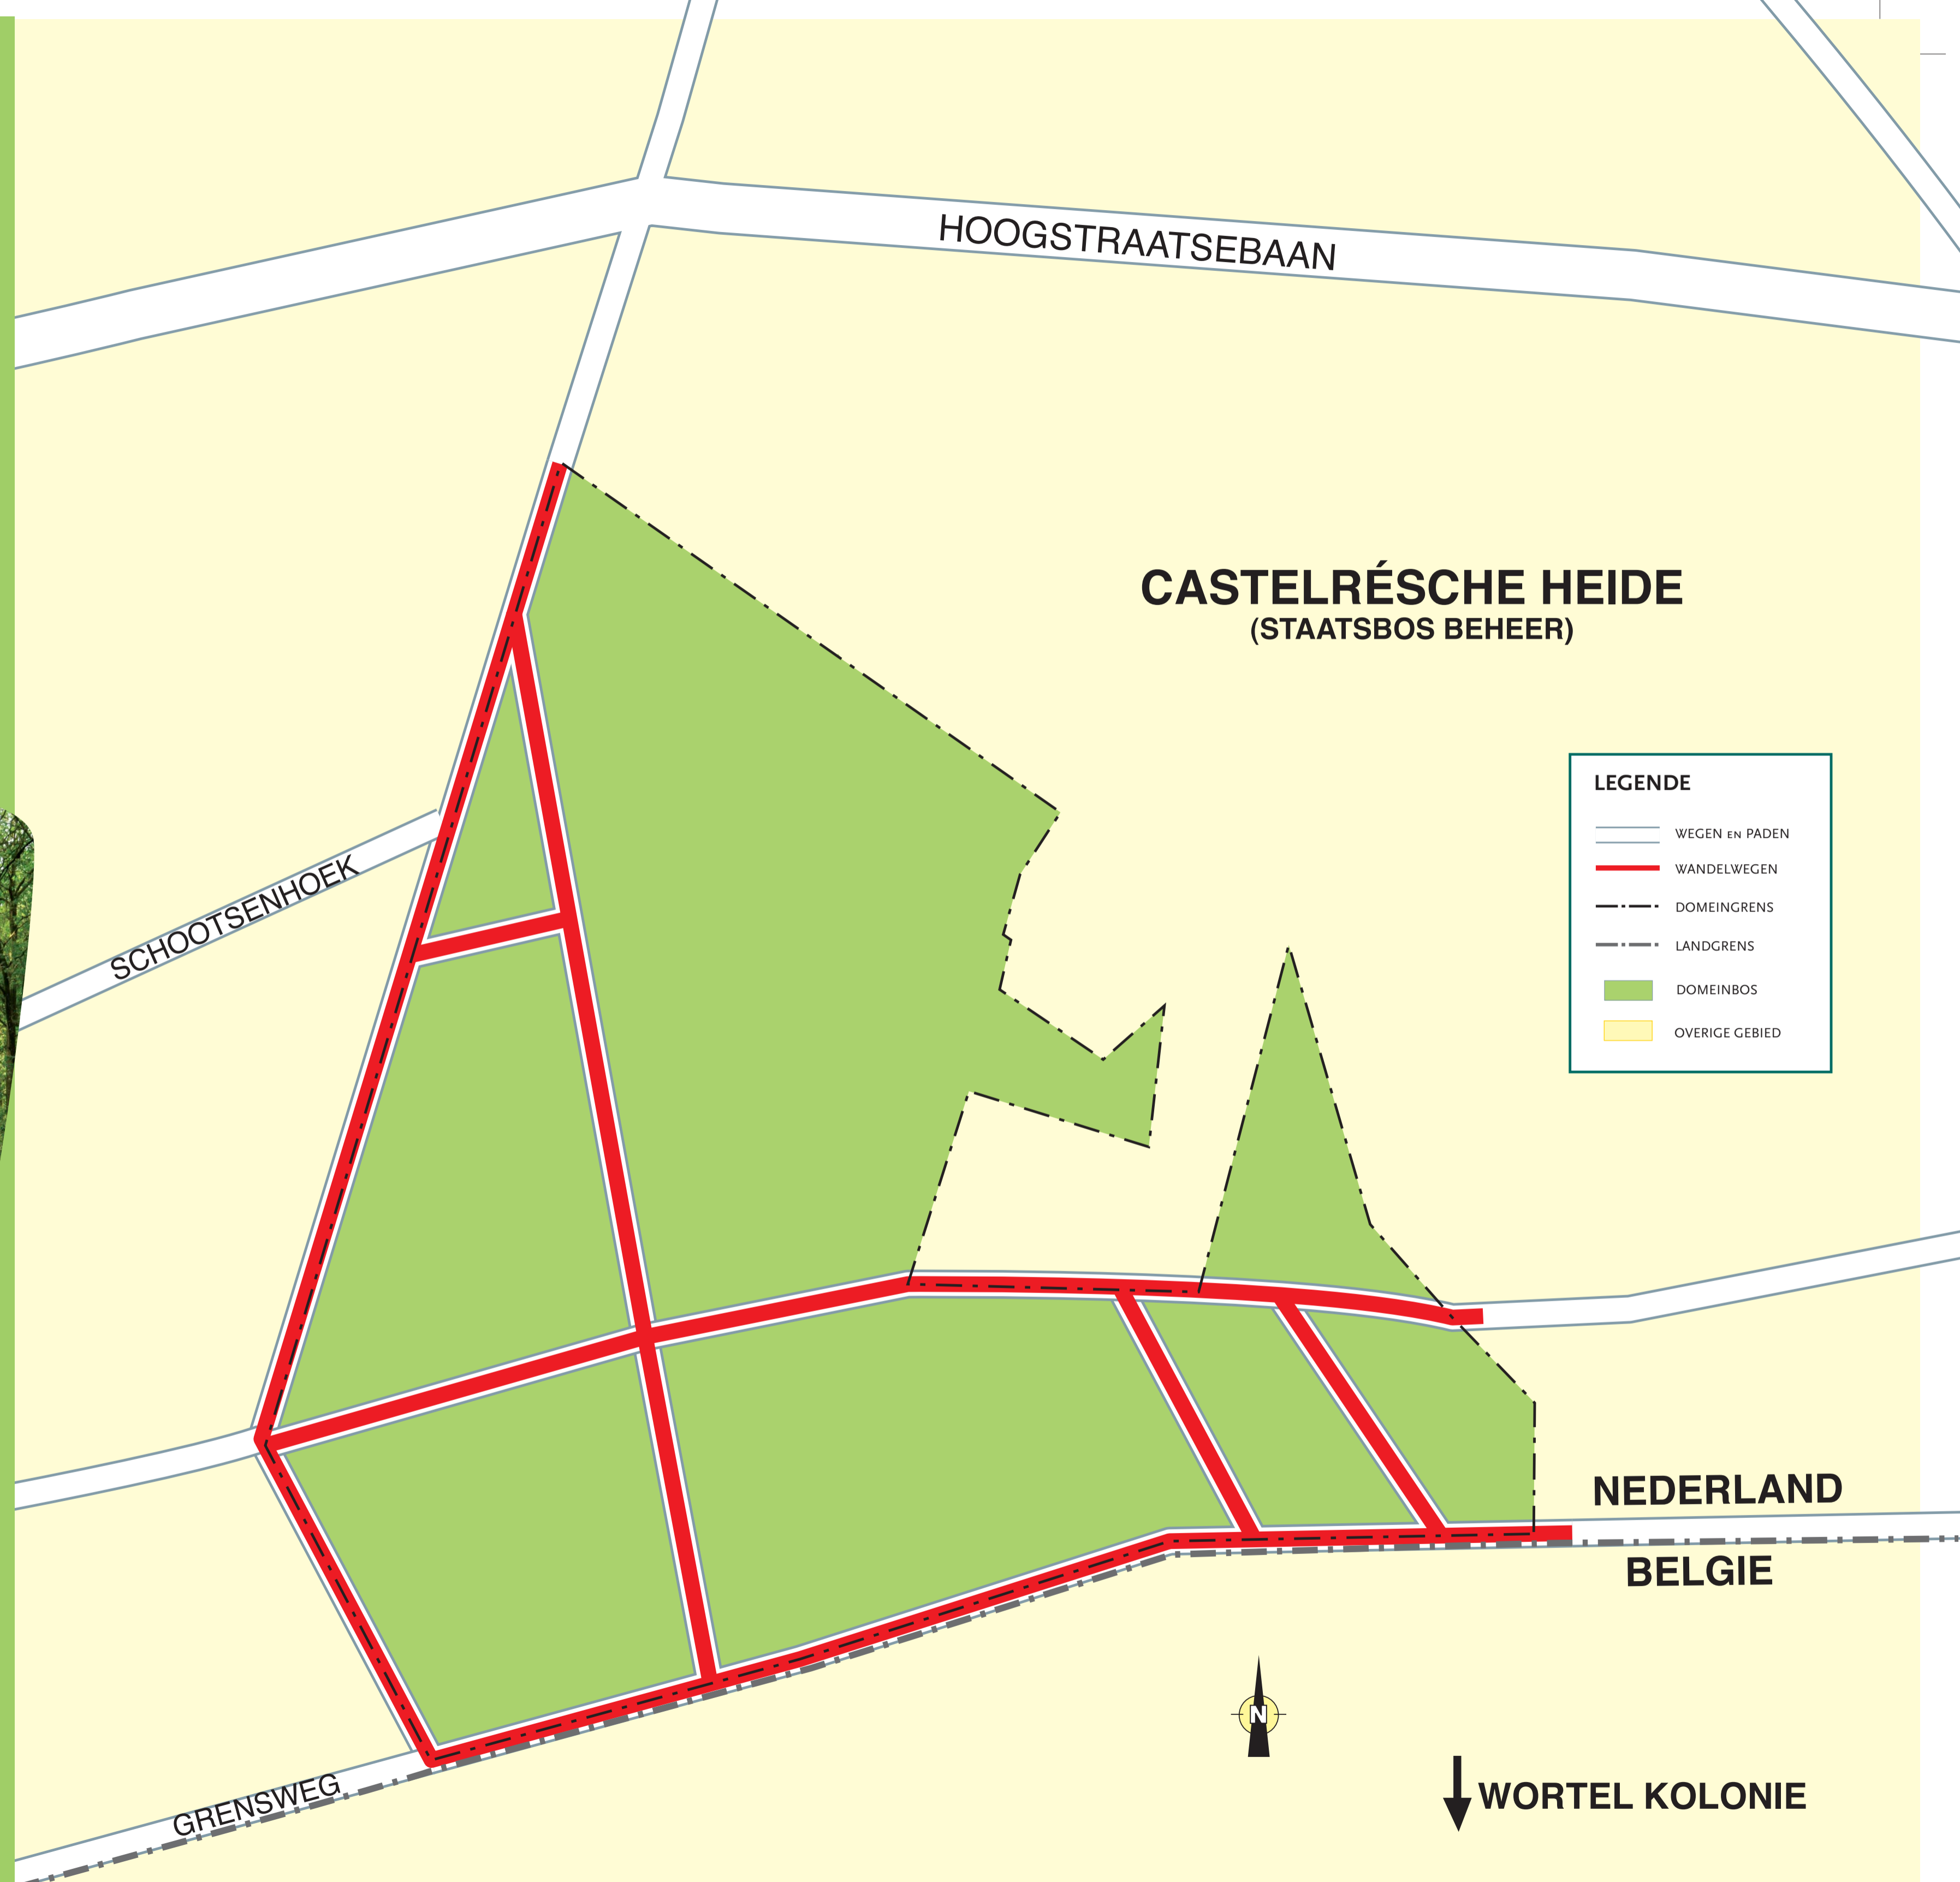 HOOGSTRAATSEBAAN
CASTELRÉSCHE HEIDE
(STAATSBOS BEHEER)
LEGENDE
WEGEN EN PADEN
WANDELWEGEN
DOMEINGRENS
LANDGRENS
DOMEINBOS
OVERIGE GEBIED
SCHOOTSENHOEK
NEDERLAND
BELGIE
N
GRENSWEG
WORTEL KOLONIE